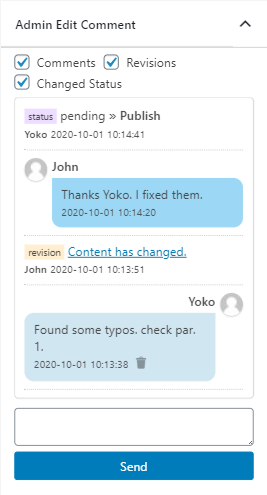 Admin Edit Comment
Comments Revisions
Changed Status
status pending » Publish
Yoko 2020-10-01 10:14:41
John
Thanks Yoko. I fixed them.
2020-10-01 10:14:20
revision Content has changed.
John 2020-10-01 10:13:51
Yoko
Found some typos. check par.
1.
2020-10-01 10:13:38
Send